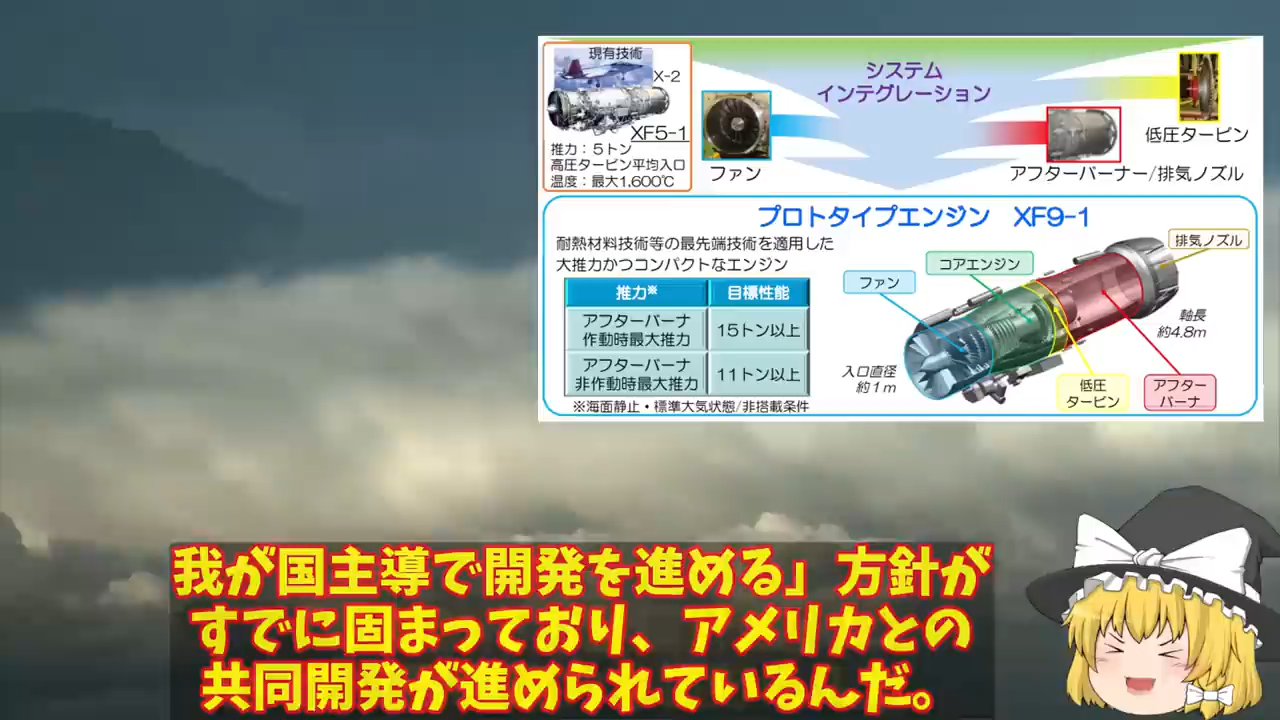 現有技術
X-2
XF5-1
推力：５トン
高圧タービン平均入口
温度：最大1,600℃
ファン
システム
インテグレーション
アフターバーナー/排気ノズル
低圧タービン
プロトタイプエンジン　XF9-1
耐熱材料技術等の最先端技術を適用した
大推力かつコンパクトなエンジン
推力※
目標性能
アフターバーナ
作動時最大推力
15トン以上
アフターバーナ
非作動時最大推力
11トン以上
※海面静止・標準大気状態/非搭載条件
ファン
コアエンジン
排気ノズル
軸長
約4.8m
入口直径
約１m
低圧
タービン
アフター
バーナ
我が国主導で開発を進める」方針が
すでに固まっており、アメリカとの
共同開発が進められているんだ。